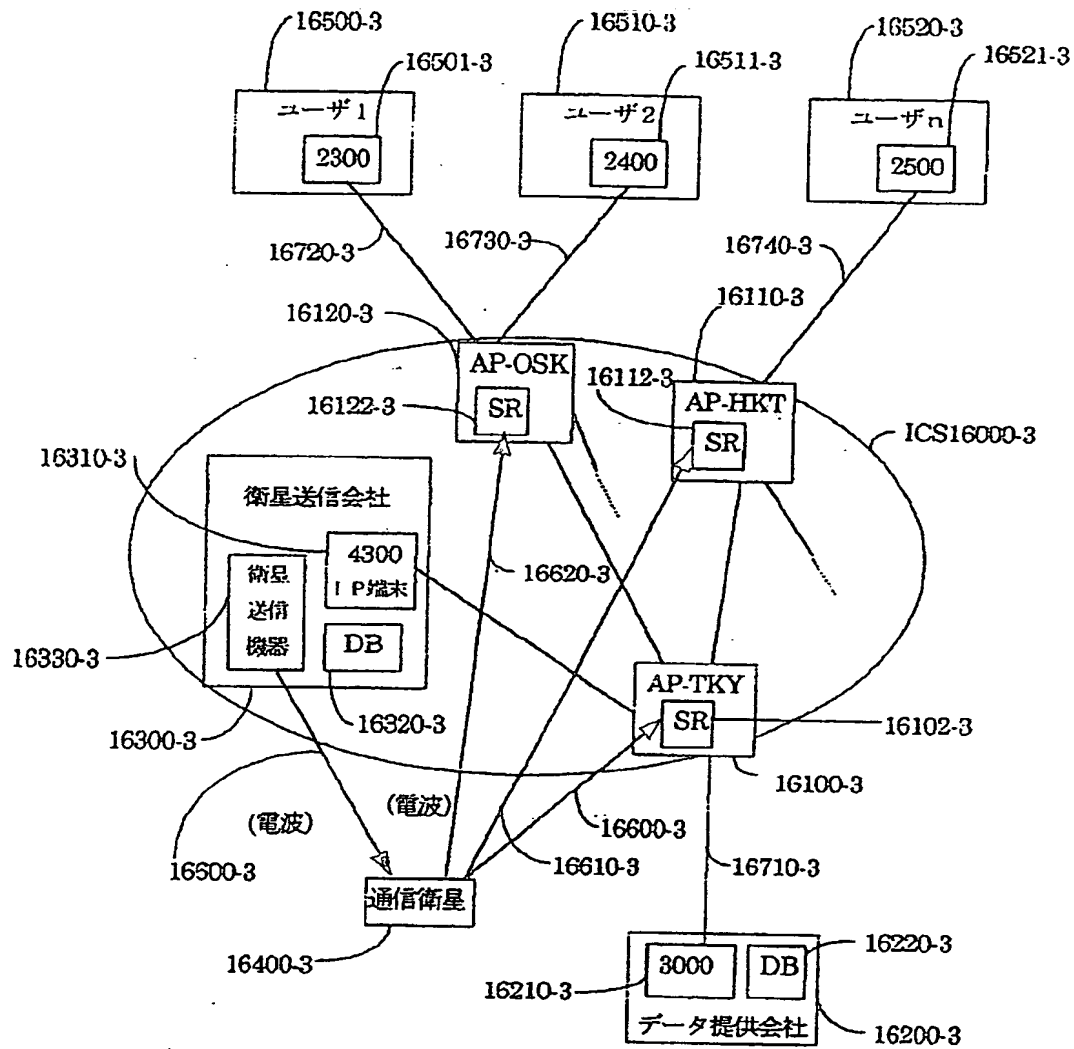 16500-3
16501-3
ユーザ1
2300
16510-3
16511-3
ユーザ2
2400
16520-3
16521-3
ユーザn
2500
16720-3
16730-3
16740-3
16120-3
16110-3
AP-OSK
16122-3
SR
16112-3
AP-HKT
SR
ICS16000-3
16310-3
衛星送信会社
4300
IP端末
衛星
送信
機器
DB
16620-3
16330-3
16320-3
16300-3
AP-TKY
SR
16102-3
16100-3
(電波)
(電波)
16600-3
16600-3
16610-3
16710-3
通信衛星
16400-3
3000
DB
16220-3
16210-3
データ提供会社
16200-3